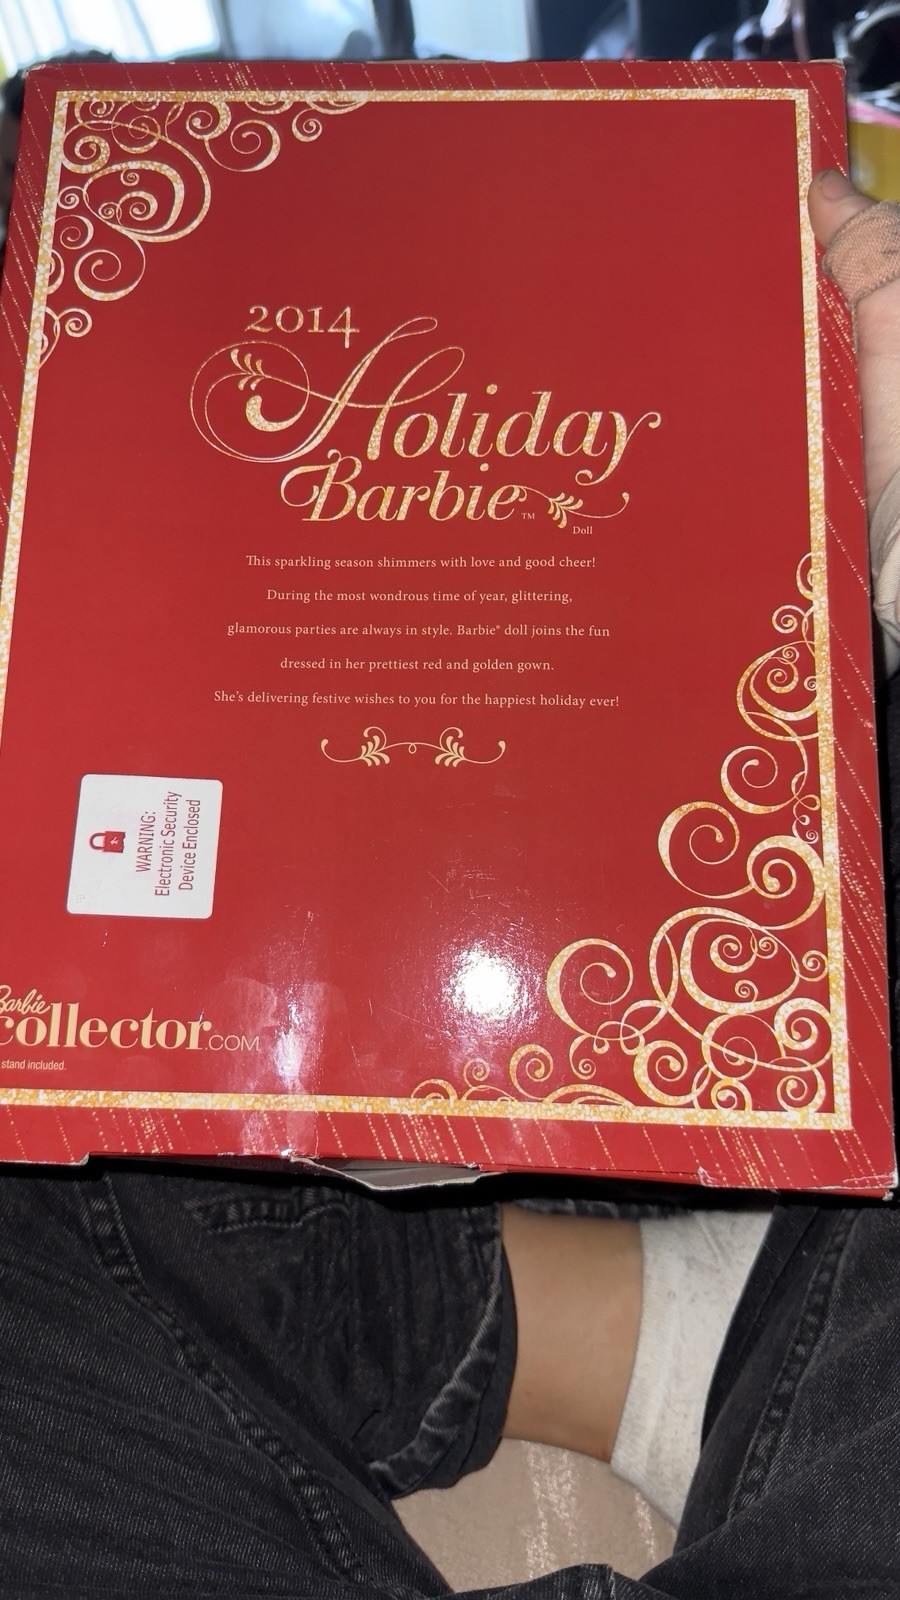 2014
Holiday
Barbie™
Doll
This sparkling season shimmers with love and good cheer!
During the most wondrous time of year, glittering,
glamorous parties are always in style. Barbie® doll joins the fun
dressed in her prettiest red and golden gown.
She's delivering festive wishes to you for the happiest holiday ever!
WARNING:
Electronic Security
Device Enclosed
Barbie
collector.COM
stand included.